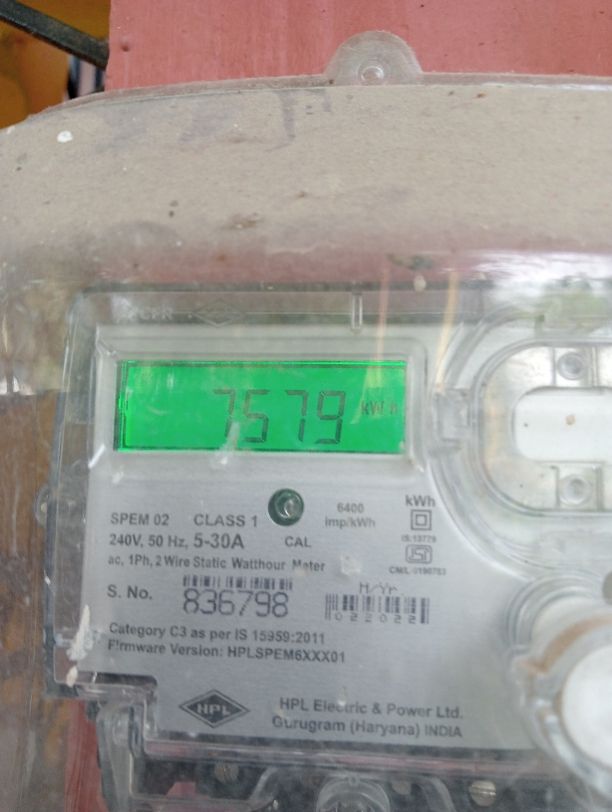 7579 kWh
SPEM 02 CLASS 1 6400 imp/kWh kWh
240V, 50 Hz, 5-30A CAL IS:13779
ac, 1Ph, 2 Wire Static Watthour Meter
S. No. 836798
M/Yr
022022
Category C3 as per IS 15959:2011
Firmware Version: HPLSPEM6XXX01
HPL
HPL Electric & Power Ltd.
Gurugram (Haryana) INDIA